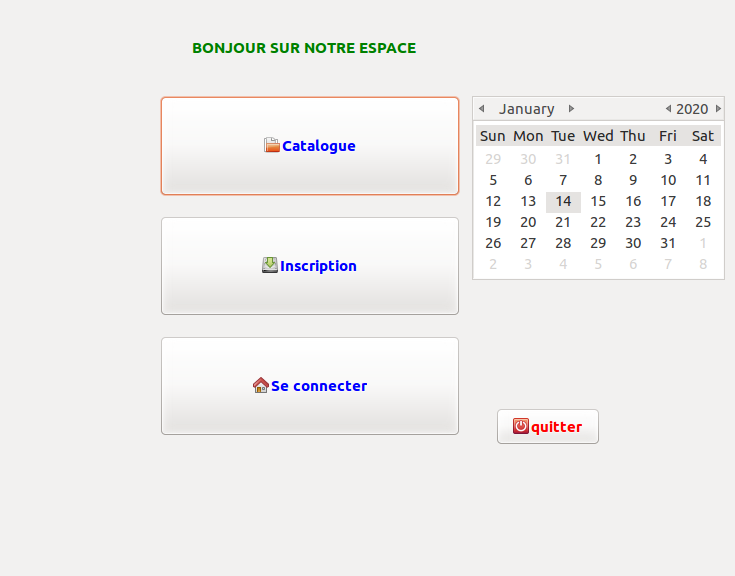 BONJOUR SUR NOTRE ESPACE
Catalogue
Inscription
Se connecter
January 2020
Sun Mon Tue Wed Thu Fri Sat
29 30 31 1 2 3 4
5 6 7 8 9 10 11
12 13 14 15 16 17 18
19 20 21 22 23 24 25
26 27 28 29 30 31 1
2 3 4 5 6 7 8
quitter